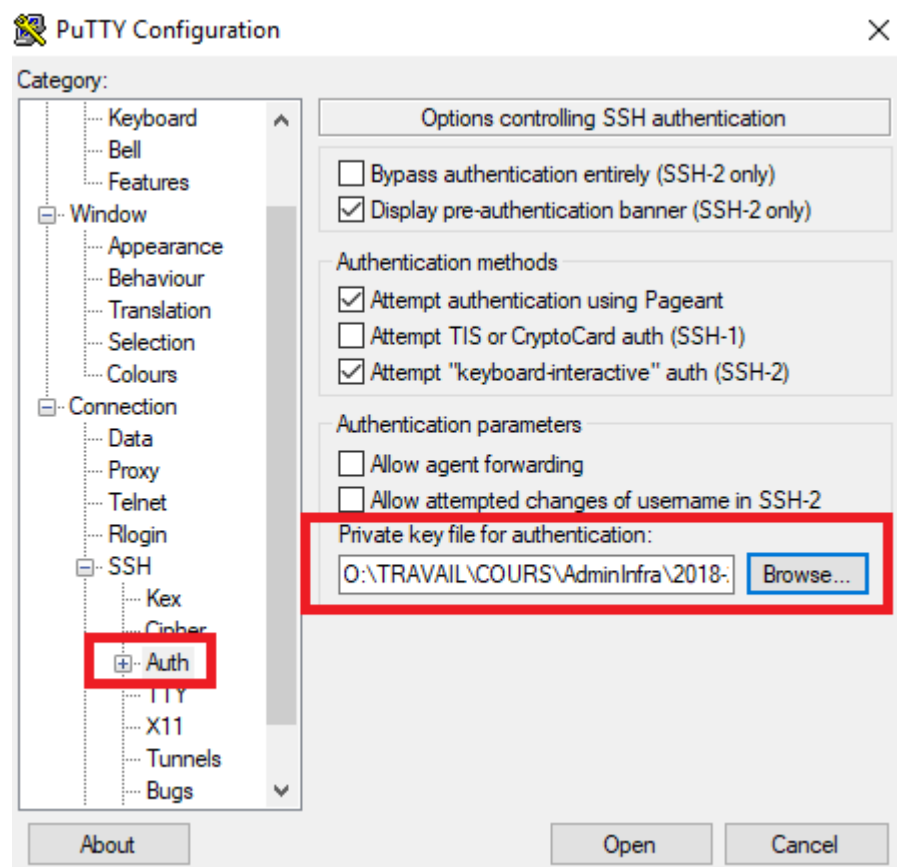 PuTTY Configuration
Category:
Keyboard
Bell
Features
Window
Appearance
Behaviour
Translation
Selection
Colours
Connection
Data
Proxy
Telnet
Rlogin
SSH
Kex
Cipher
Auth
TTY
X11
Tunnels
Bugs
Options controlling SSH authentication
Bypass authentication entirely (SSH-2 only)
Display pre-authentication banner (SSH-2 only)
Authentication methods
Attempt authentication using Pageant
Attempt TIS or CryptoCard auth (SSH-1)
Attempt "keyboard-interactive" auth (SSH-2)
Authentication parameters
Allow agent forwarding
Allow attempted changes of username in SSH-2
Private key file for authentication:
O:\TRAVAIL\COURS\AdminInfra\2018-
Browse...
About
Open
Cancel